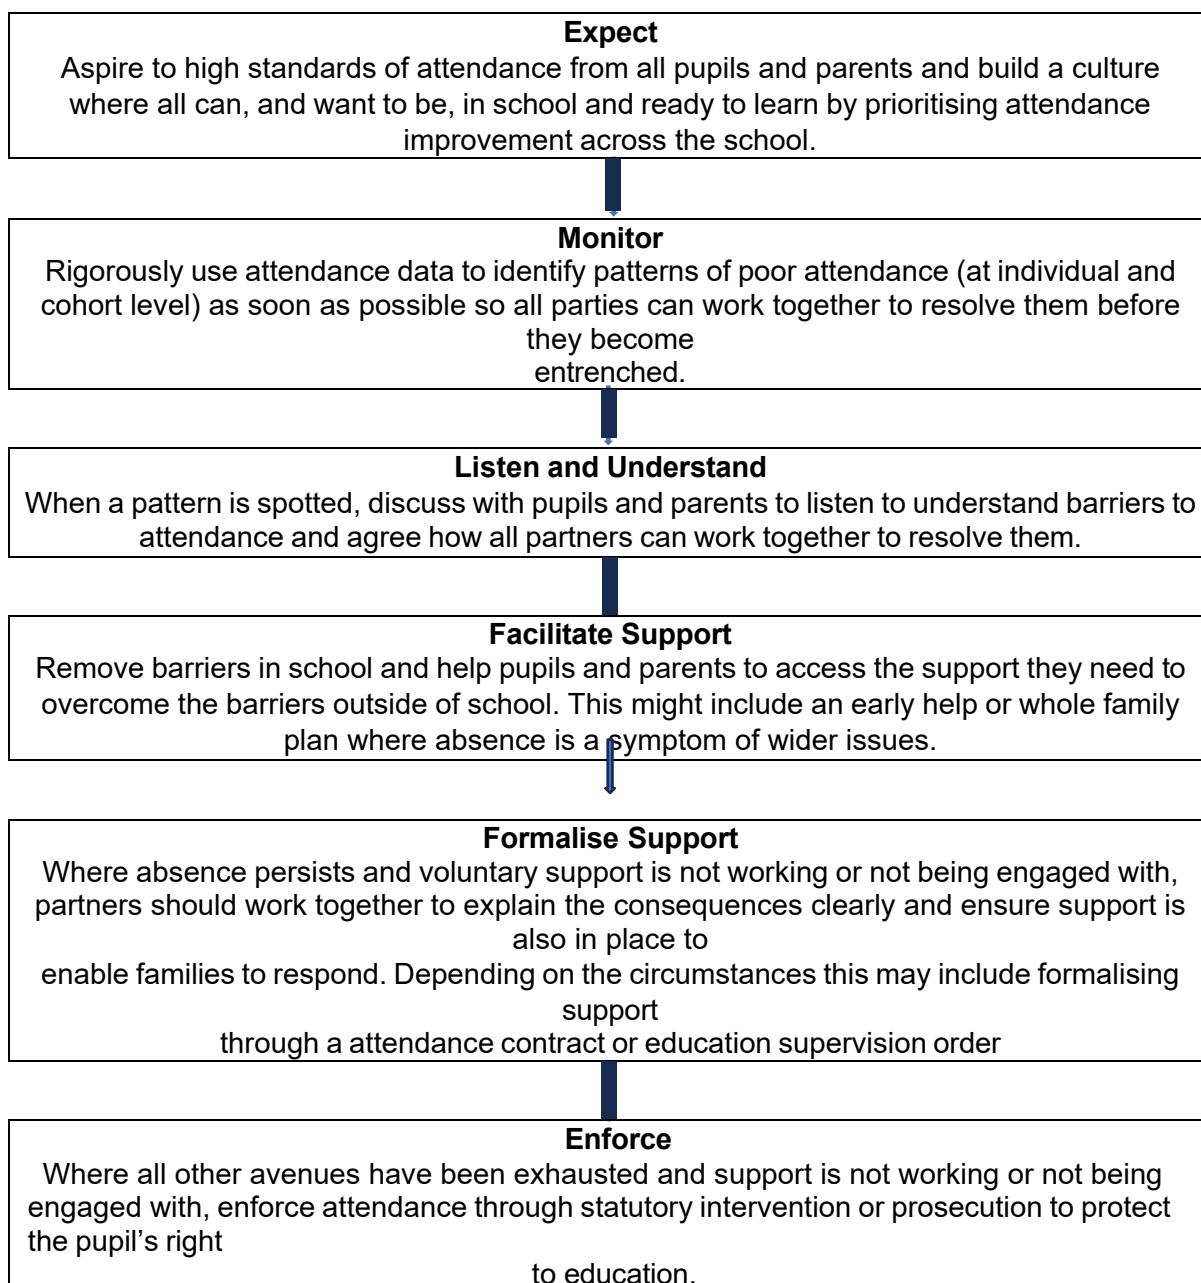 Expect
Aspire to high standards of attendance from all pupils and parents and build a culture
where all can, and want to be, in school and ready to learn by prioritising attendance
improvement across the school.
Monitor
Rigorously use attendance data to identify patterns of poor attendance (at individual and
cohort level) as soon as possible so all parties can work together to resolve them before
they become
entrenched.
Listen and Understand
When a pattern is spotted, discuss with pupils and parents to listen to understand barriers to
attendance and agree how all partners can work together to resolve them.
Facilitate Support
Remove barriers in school and help pupils and parents to access the support they need to
overcome the barriers outside of school. This might include an early help or whole family
plan where absence is a symptom of wider issues.
Formalise Support
Where absence persists and voluntary support is not working or not being engaged with,
partners should work together to explain the consequences clearly and ensure support is
also in place to
enable families to respond. Depending on the circumstances this may include formalising
support
through a attendance contract or education supervision order
Enforce
Where all other avenues have been exhausted and support is not working or not being
engaged with, enforce attendance through statutory intervention or prosecution to protect
the pupil’s right
to education.